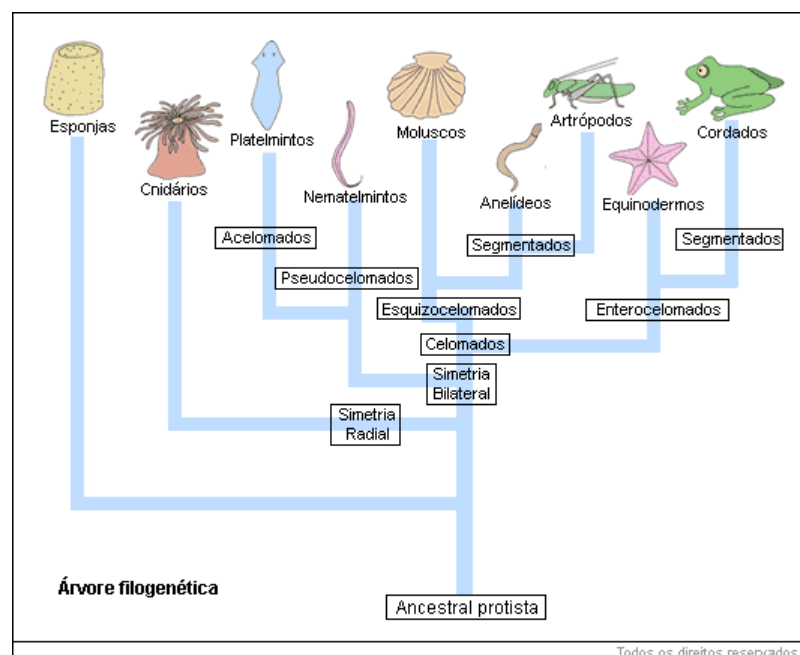 Esponjas
Cnidários
Platelmintos
Nematelmintos
Moluscos
Anelídeos
Artrópodos
Equinodermos
Cordados
Acelomados
Pseudocelomados
Segmentados
Segmentados
Esquizocelomados
Enterocelomados
Celomados
Simetria
Bilateral
Simetria
Radial
Árvore filogenética
Ancestral protista
Todos os direitos reservados